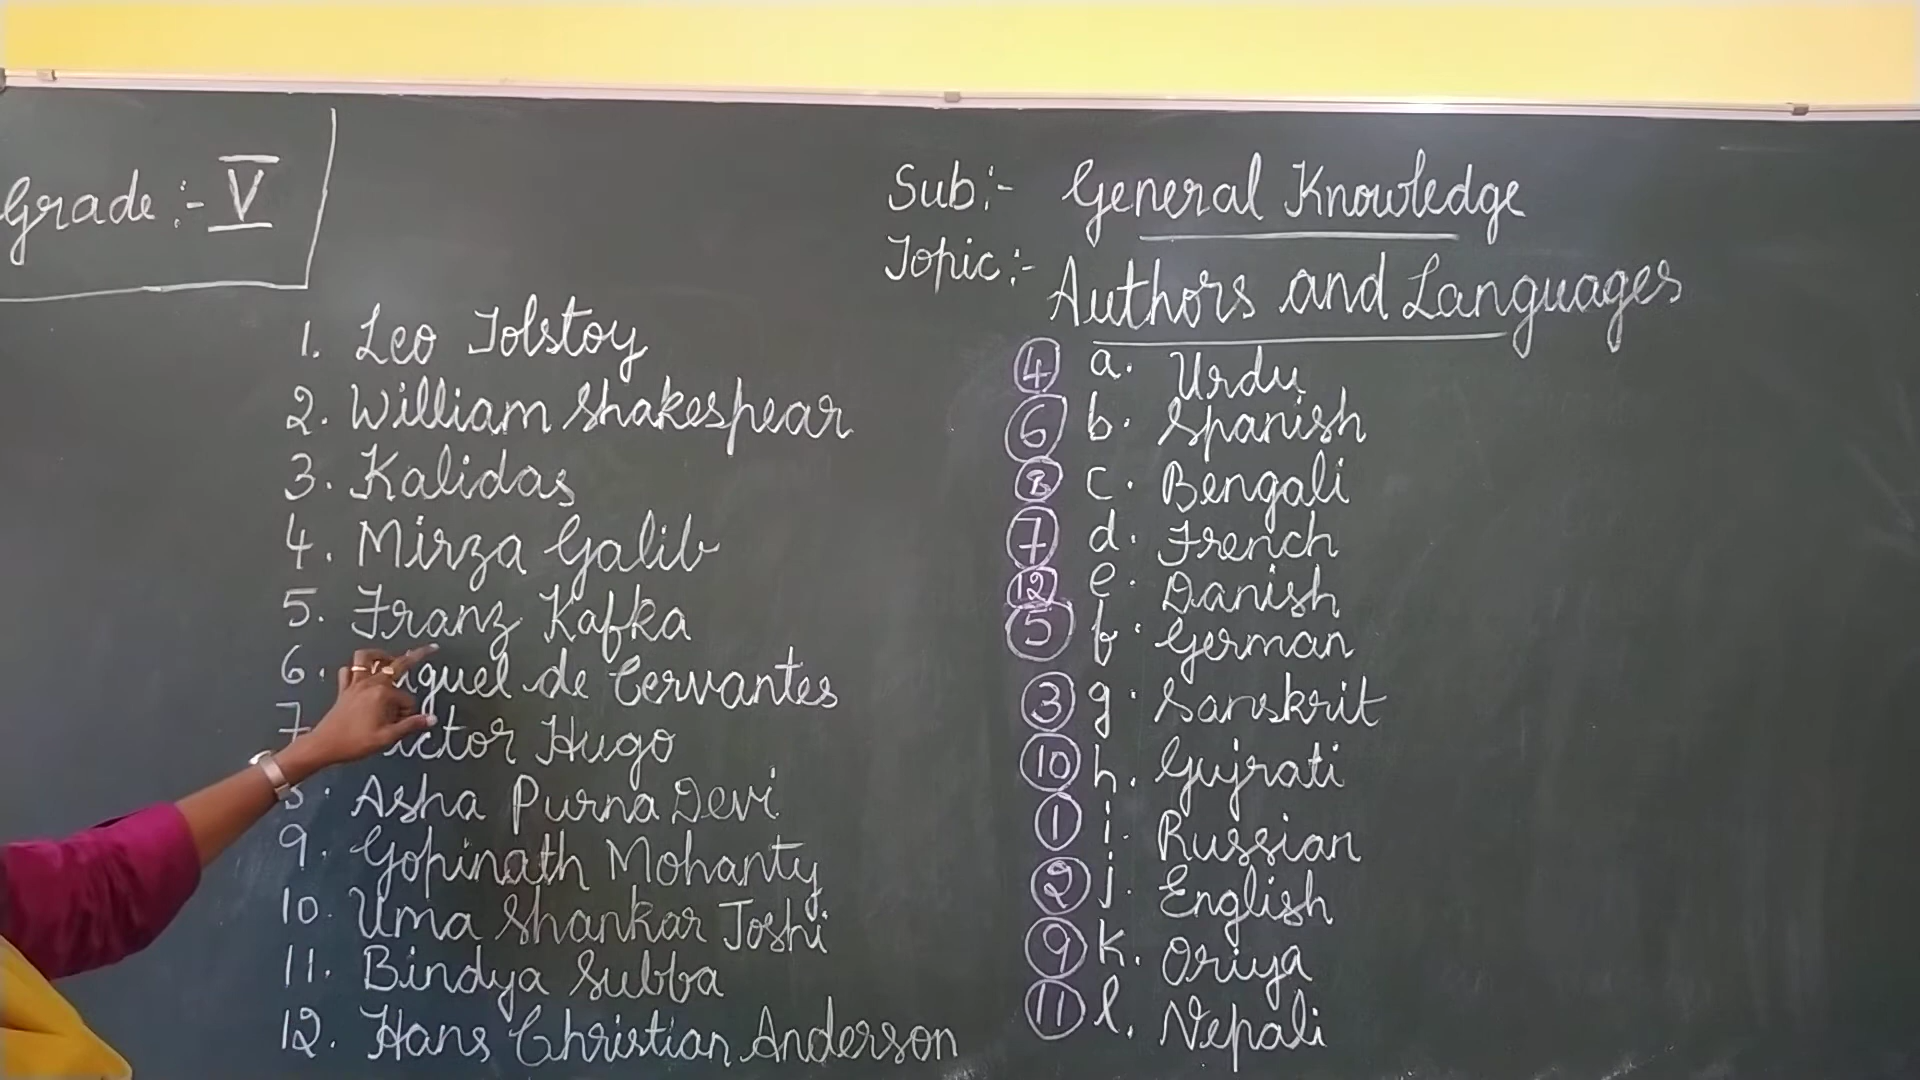 Grade:- V
Sub:- General Knowledge
Topic:- Authors and Languages
1. Leo Tolstoy
2. William Shakespear
3. Kalidas
4. Mirza Galib
5. Franz Kafka
6. de Cervantes
7 Hugo
8. Asha Purna Devi
9. Gopinath Mohanty
10. Uma Shankar Joshi
11. Bindya Subba
12. Hans Christian Anderson
4 a. Urdu
6 b. Spanish
8 c. Bengali
7 d. French
12 e. Danish
5 f. German
3 g. Sanskrit
10 h. Gujrati
1 i. Russian
2 j. English
9 k. Oriya
11 l. Nepali